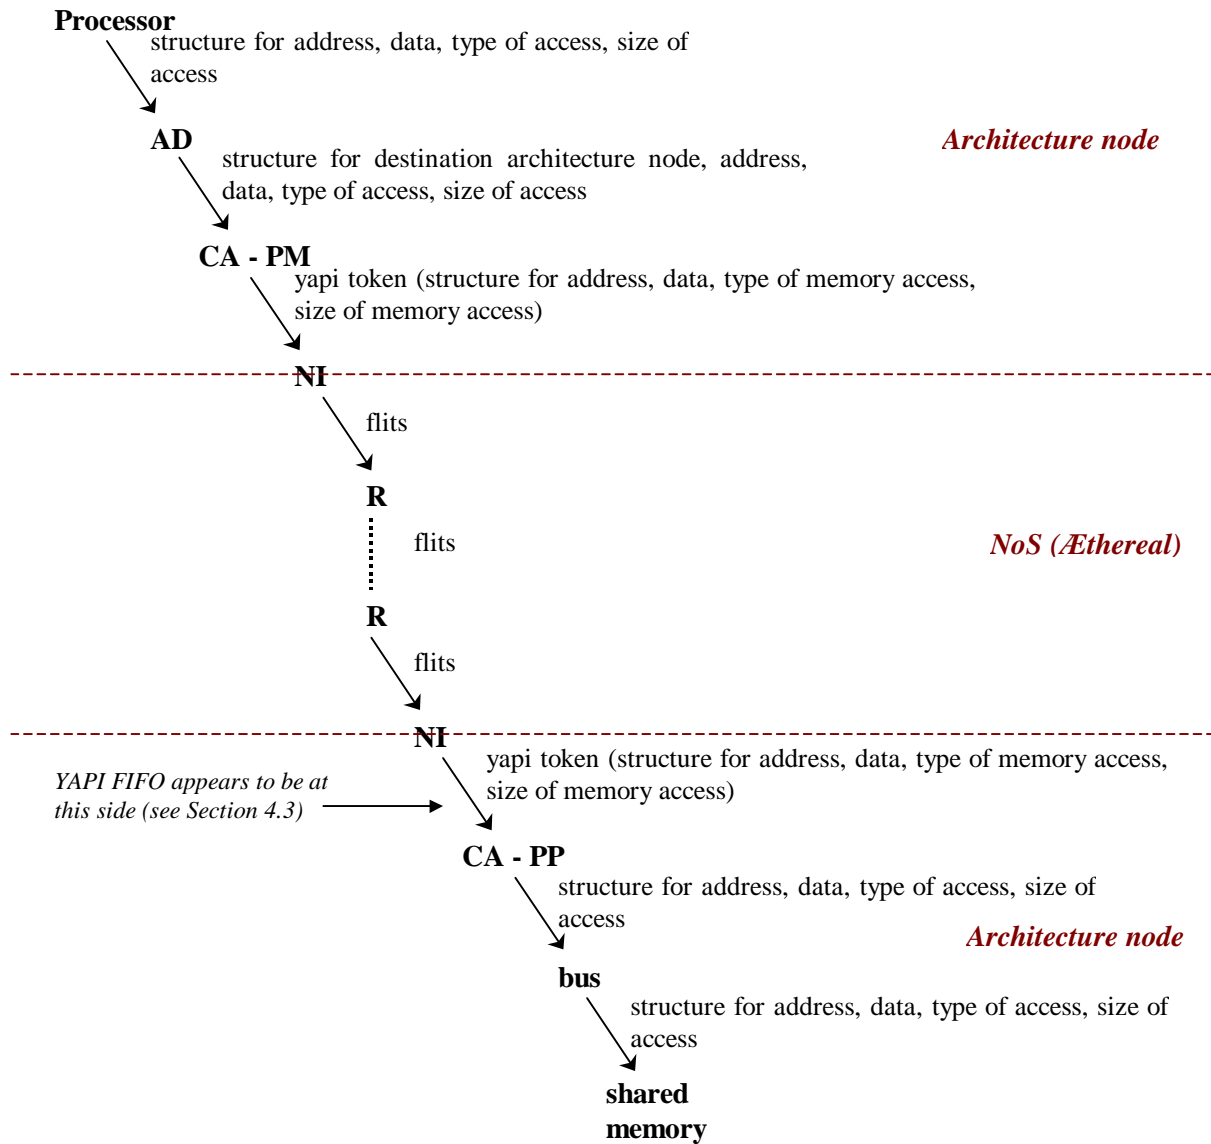 Processor
structure for address, data, type of access, size of
access
AD
Architecture node
structure for destination architecture node, address,
data, type of access, size of access
CA - PM
yapi token (structure for address, data, type of memory access,
size of memory access)
NI
flits
R
flits
NoS (Æthereal)
R
flits
NI
yapi token (structure for address, data, type of memory access,
size of memory access)
YAPI FIFO appears to be at
this side (see Section 4.3)
CA - PP
structure for address, data, type of access, size of
access
Architecture node
bus
structure for address, data, type of access, size of
access
shared
memory